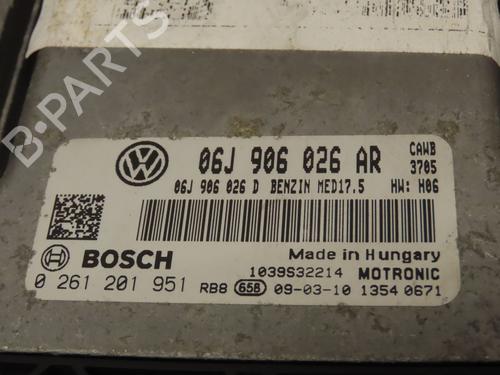 B-PARTS
06J 906 026 AR CAWB
3705
06J 906 026 D BENZIN MED17.5 HW: H06
BOSCH Made in Hungary
1039S32214 MOTRONIC
0 261 201 951 RB8 658 09-03-10 1354 0671